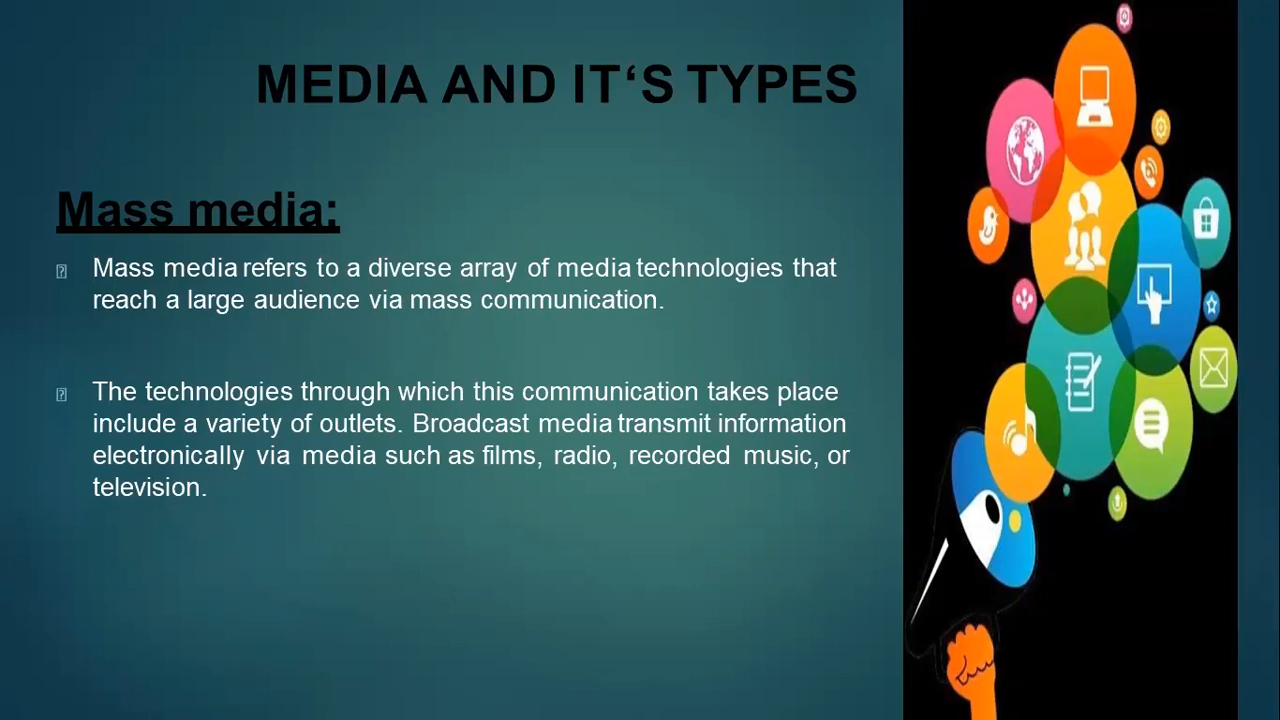 MEDIA AND IT‘S TYPES
Mass media:
Mass media refers to a diverse array of media technologies that
reach a large audience via mass communication.
The technologies through which this communication takes place
include a variety of outlets. Broadcast media transmit information
electronically via media such as films, radio, recorded music, or
television.